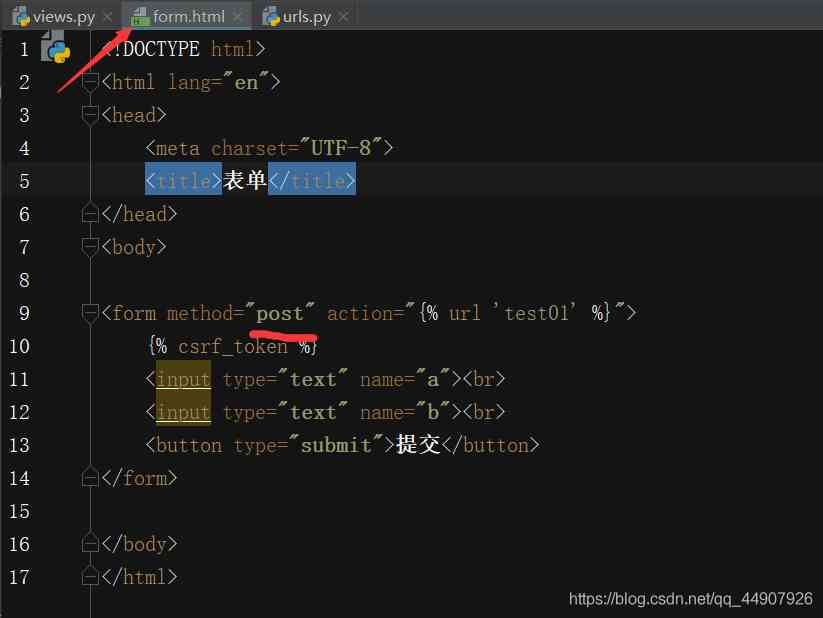 views.py form.html urls.py
1 <!DOCTYPE html>
2 <html lang="en">
3 <head>
4 <meta charset="UTF-8">
5 <title>表单</title>
6 </head>
7 <body>
8
9 <form method="post" action="{% url 'test01' %}">
10 {% csrf_token %}
11 <input type="text" name="a"><br>
12 <input type="text" name="b"><br>
13 <button type="submit">提交</button>
14 </form>
15
16 </body>
17 </html>
https://blog.csdn.net/qq_44907926